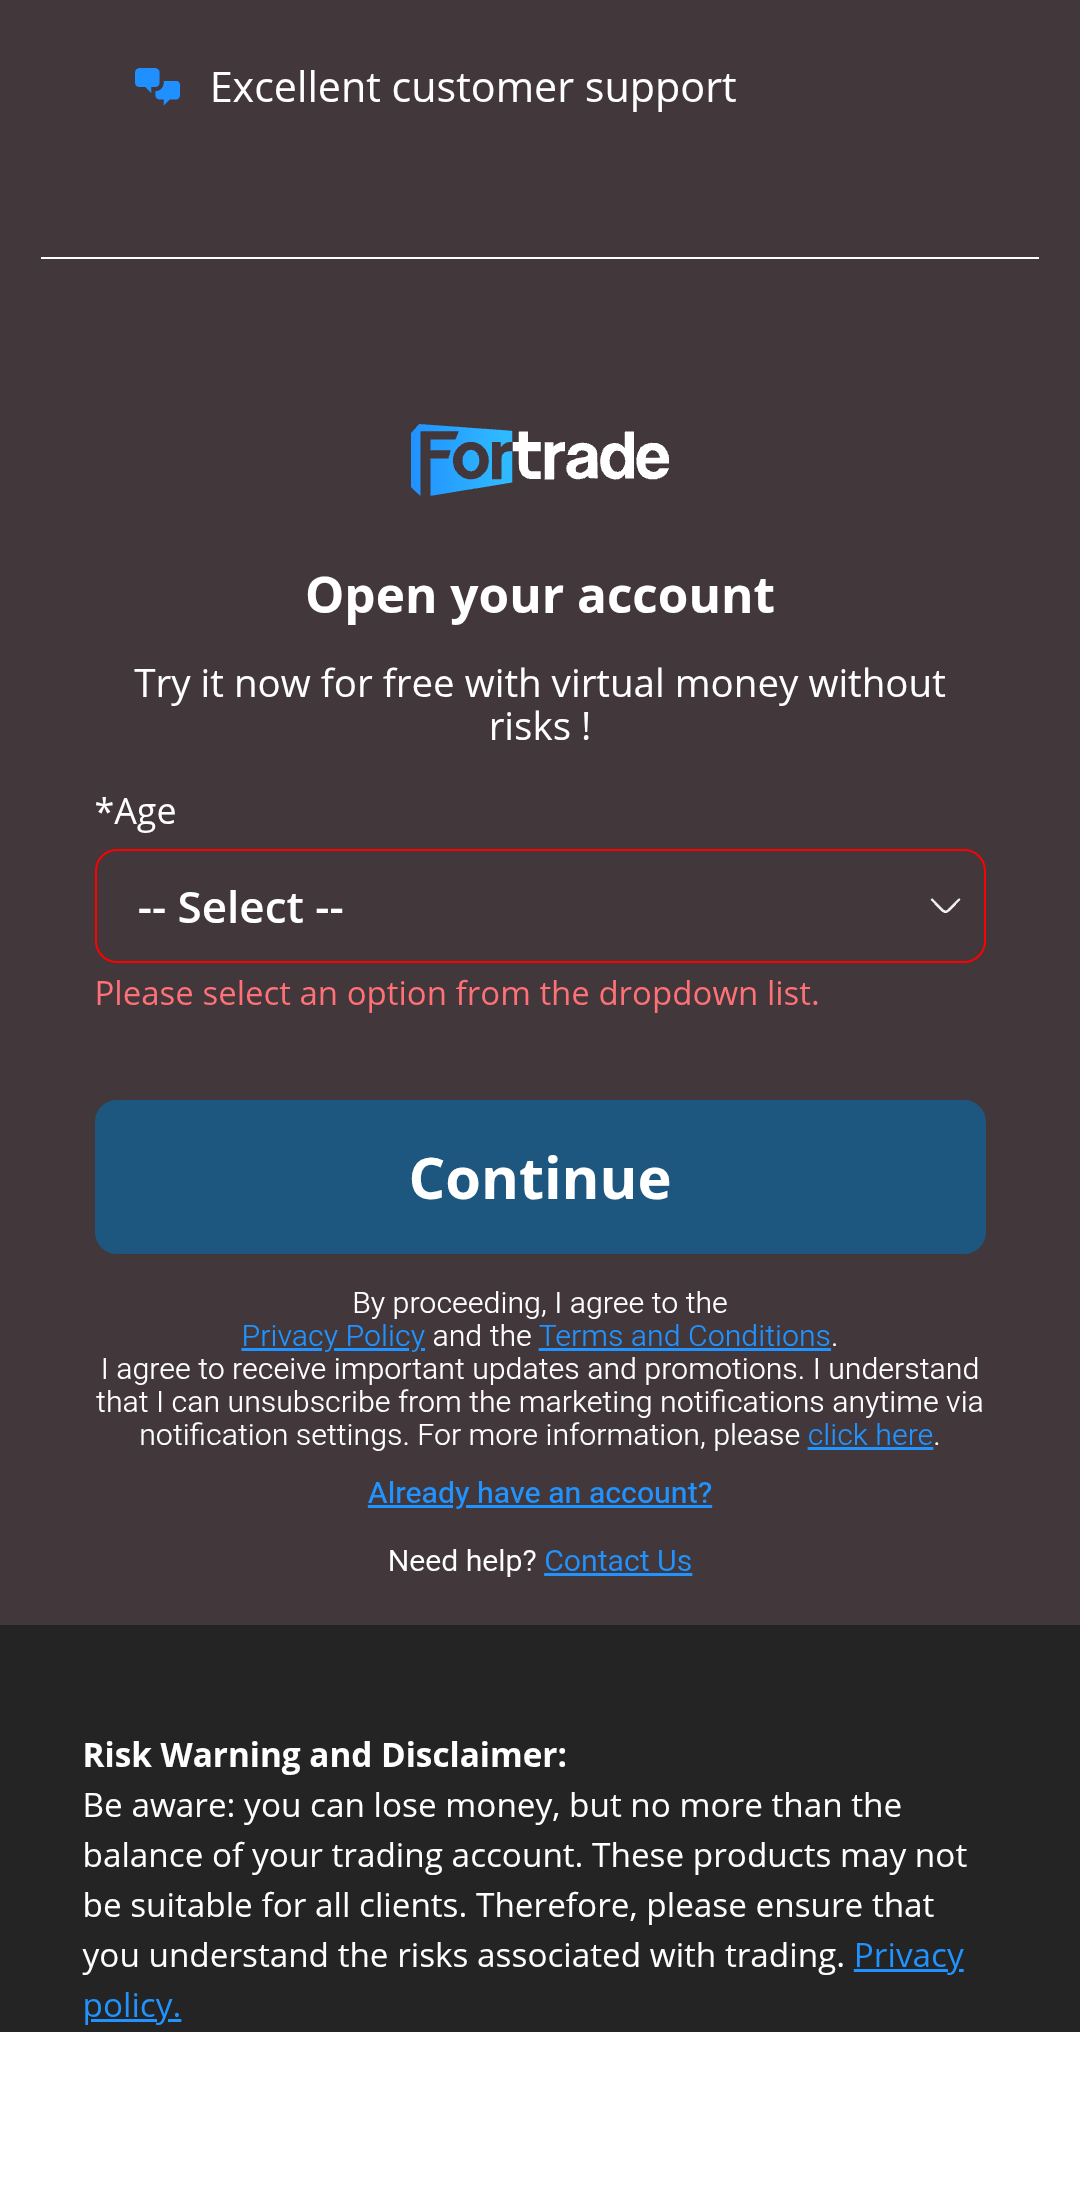 Excellent customer support
Fortrade
Open your account
Try it now for free with virtual money without
risks !
*Age
-- Select --
Please select an option from the dropdown list.
Continue
By proceeding, I agree to the
Privacy Policy and the Terms and Conditions.
I agree to receive important updates and promotions. I understand
that I can unsubscribe from the marketing notifications anytime via
notification settings. For more information, please click here.
Already have an account?
Need help? Contact Us
Risk Warning and Disclaimer:
Be aware: you can lose money, but no more than the
balance of your trading account. These products may not
be suitable for all clients. Therefore, please ensure that
you understand the risks associated with trading. Privacy
policy.